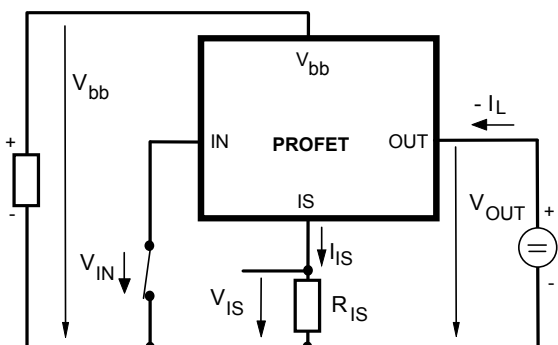 V_bb
V_bb
- I_L
IN
PROFET
OUT
+
IS
V_OUT
+
-
V_IN
I_IS
V_IS
R_IS
-